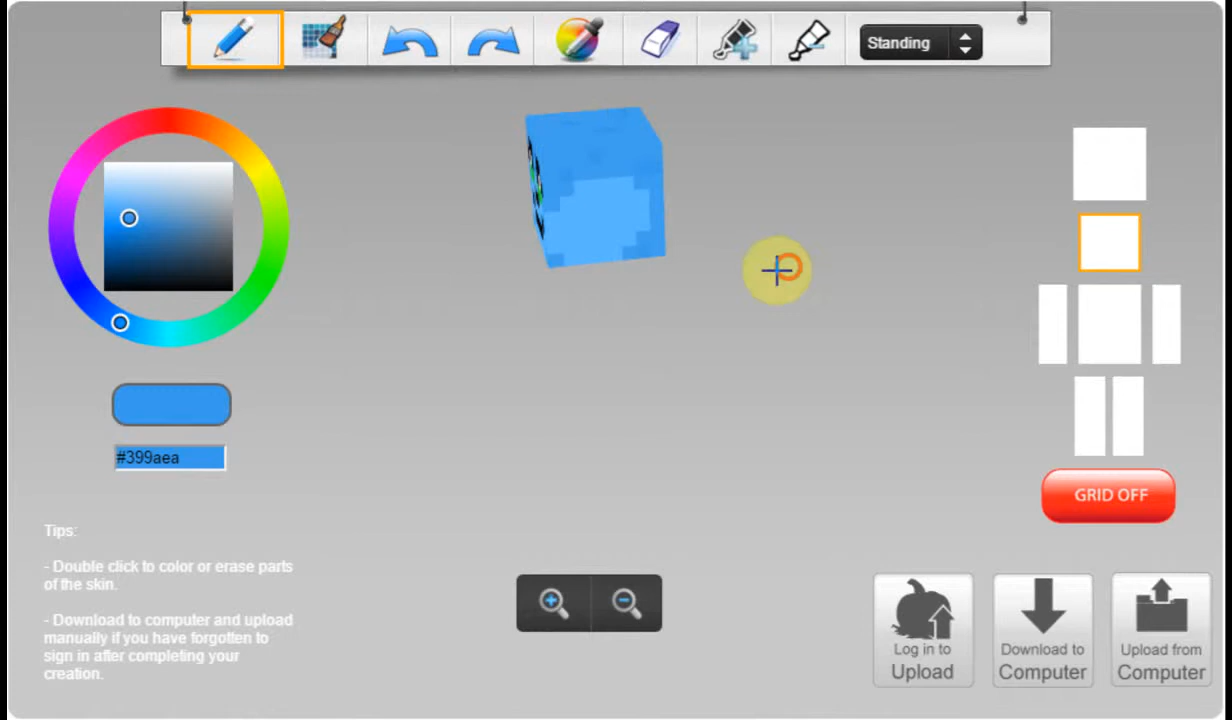 Standing
#399aea
GRID OFF
Tips:
- Double click to color or erase parts
of the skin.
- Download to computer and upload
manually if you have forgotten to
sign in after completing your
creation.
Log in to
Upload
Download to
Computer
Upload from
Computer